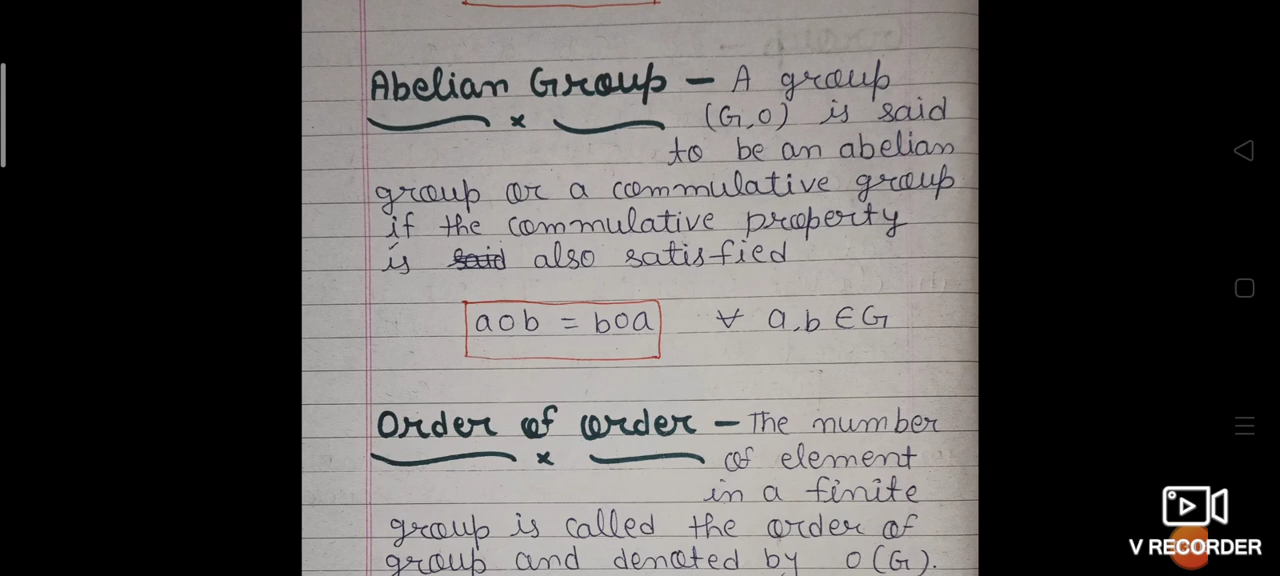 Abelian Group - A group
(G,o) is said
to be an abelian
group or a commulative group
if the commulative property
is said also satisfied
aob = boa ∀ a,b ∈ G
Order of order - The number
of element
in a finite
group is called the order of
group and denoted by o(G).
V RECORDER